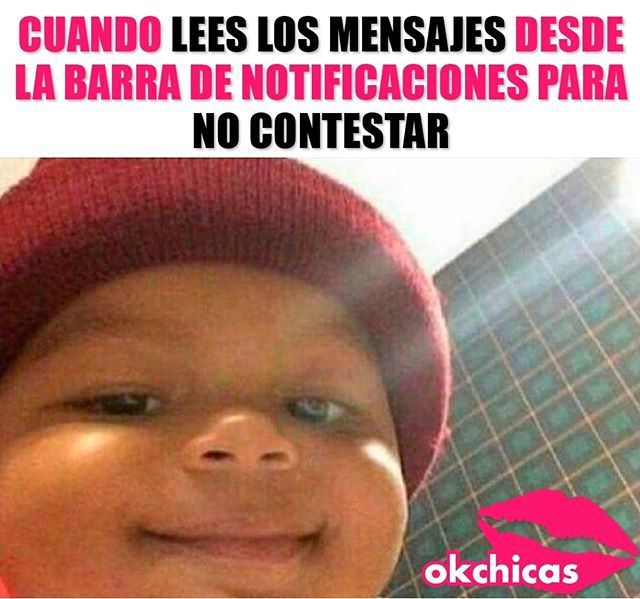 CUANDO LEES LOS MENSAJES DESDE
LA BARRA DE NOTIFICACIONES PARA
NO CONTESTAR
okchicas